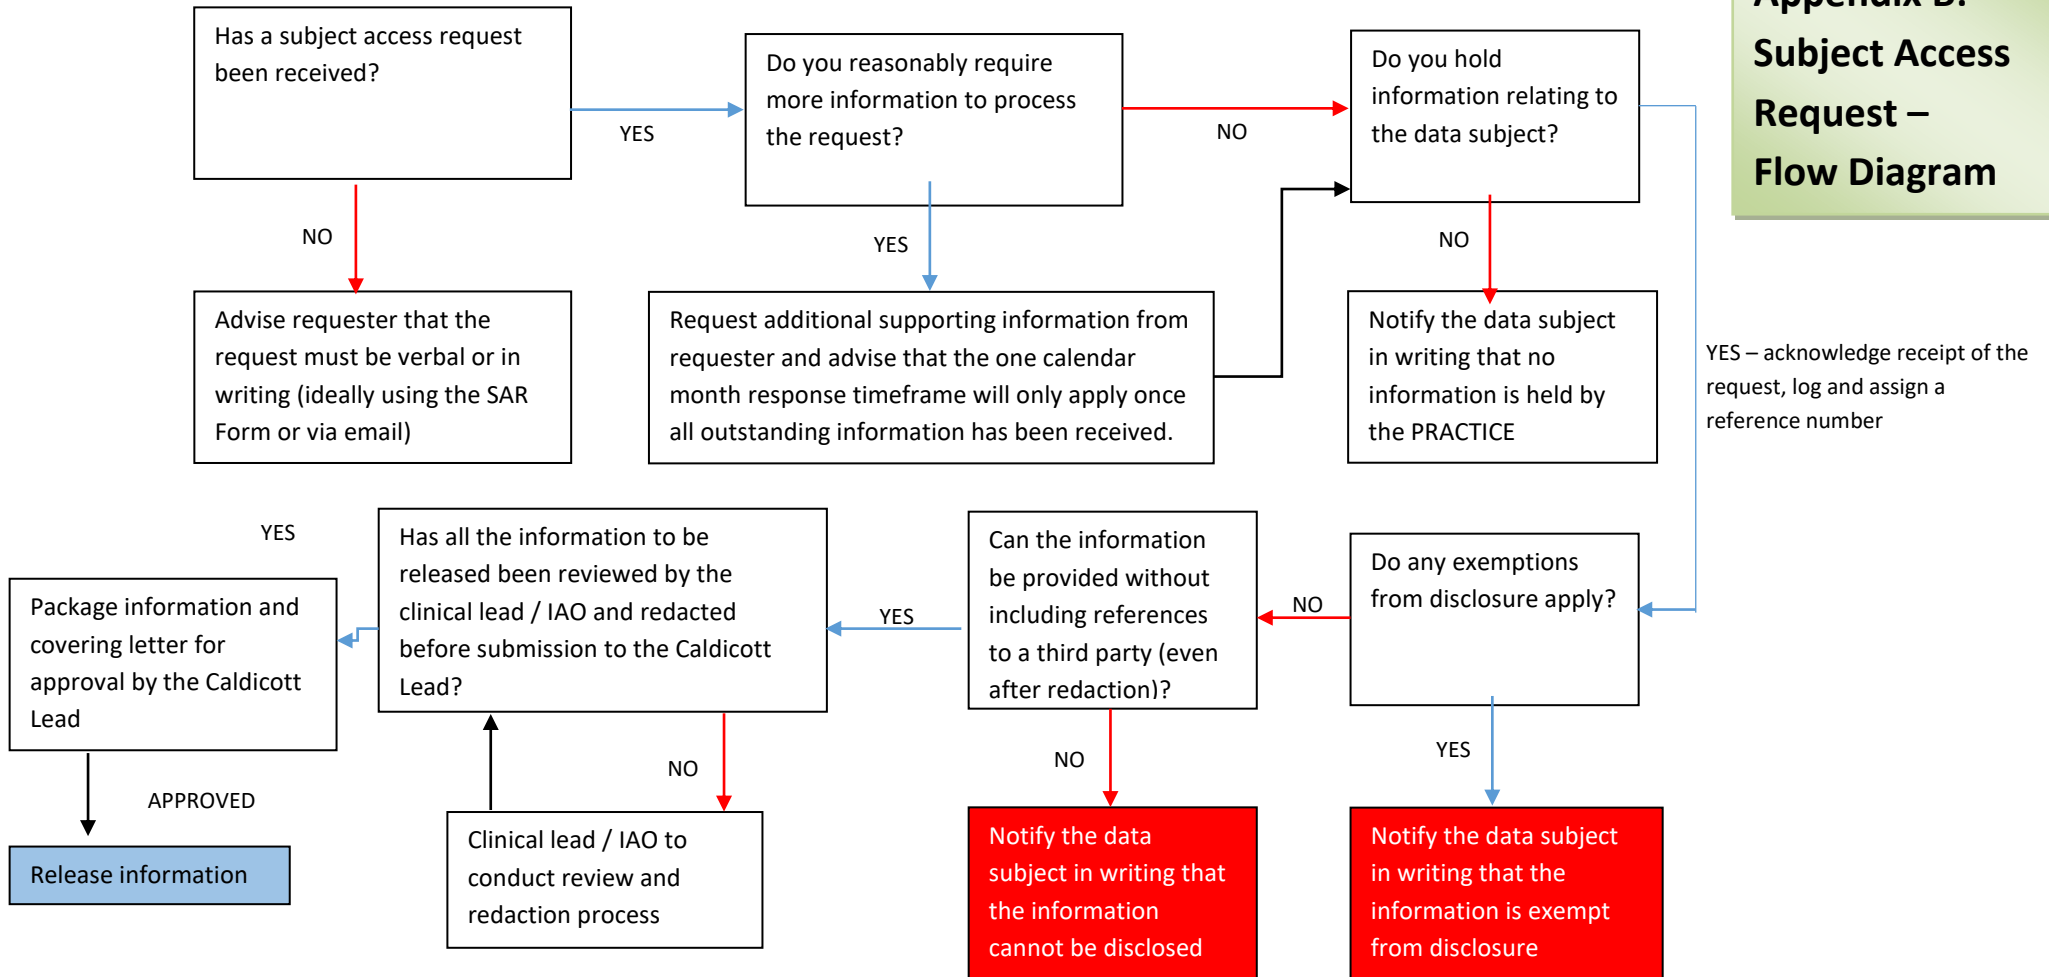 Appendix B:
Subject Access
Request –
Flow Diagram
Has a subject access request
been received?
YES
Do you reasonably require
more information to process
the request?
NO
Do you hold
information relating to
the data subject?
NO
YES
NO
Advise requester that the
request must be verbal or in
writing (ideally using the SAR
Form or via email)
Request additional supporting information from
requester and advise that the one calendar
month response timeframe will only apply once
all outstanding information has been received.
Notify the data subject
in writing that no
information is held by
the PRACTICE
YES – acknowledge receipt of the
request, log and assign a
reference number
Do any exemptions
from disclosure apply?
NO
Can the information
be provided without
including references
to a third party (even
after redaction)?
YES
Has all the information to be
released been reviewed by the
clinical lead / IAO and redacted
before submission to the Caldicott
Lead?
YES
Package information and
covering letter for
approval by the Caldicott
Lead
YES
NO
NO
APPROVED
Release information
Clinical lead / IAO to
conduct review and
redaction process
Notify the data
subject in writing that
the information
cannot be disclosed
Notify the data subject
in writing that the
information is exempt
from disclosure